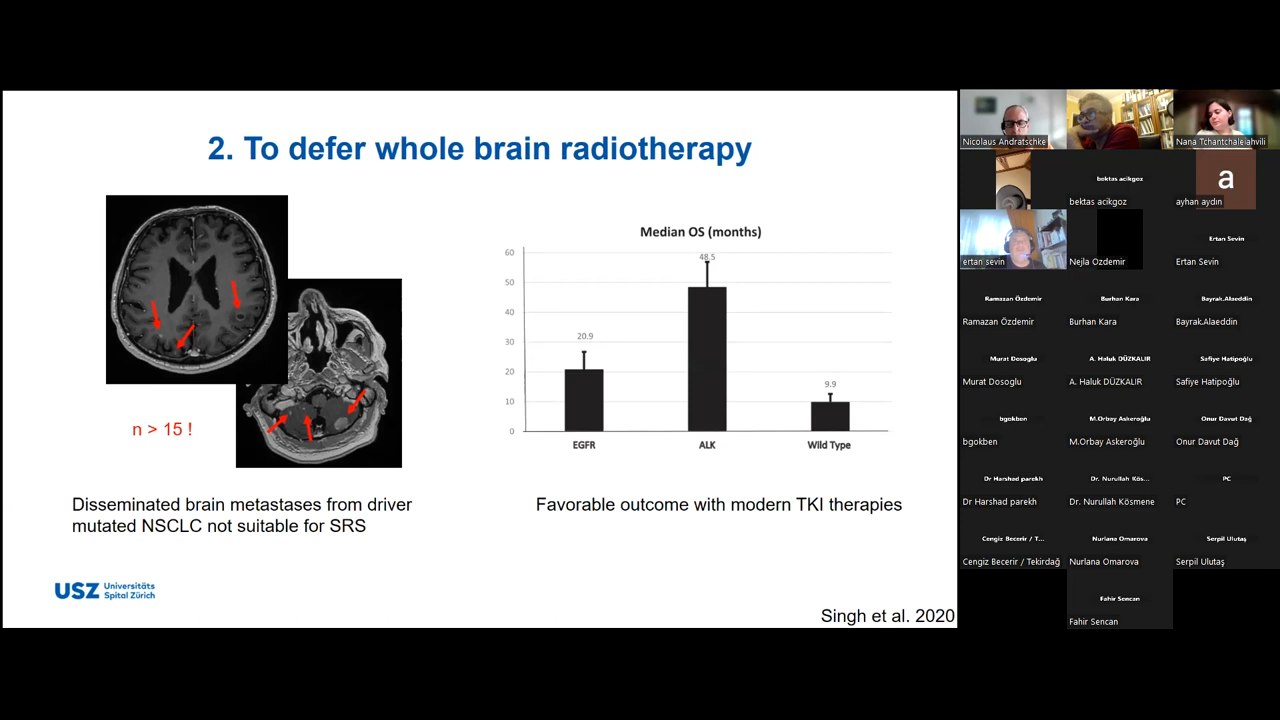 2. To defer whole brain radiotherapy
n > 15 !
Disseminated brain metastases from driver
mutated NSCLC not suitable for SRS
Median OS (months)
60
50
40
30
20
10
0
20.9
48.5
9.9
EGFR
ALK
Wild Type
Favorable outcome with modern TKI therapies
USZ Universitäts
Spital Zürich
Singh et al. 2020
Nicolaus Andratschke
Nana Tchantchaleishvili
bektas acikgoz
bektas acikgoz
a
ayhan aydın
ertan sevin
Nejla Ozdemir
Ertan Sevin
Ertan Sevin
Ramazan Özdemir
Ramazan Özdemir
Burhan Kara
Burhan Kara
Bayrak.Alaeddin
Bayrak.Alaeddin
Murat Dosoglu
Murat Dosoglu
A. Haluk DÜZKALIR
A. Haluk DÜZKALIR
Safiye Hatipoğlu
Safiye Hatipoğlu
bgokben
bgokben
M.Orbay Askeroğlu
M.Orbay Askeroğlu
Onur Davut Dağ
Onur Davut Dağ
Dr Harshad parekh
Dr Harshad parekh
Dr. Nurullah Kös...
Dr. Nurullah Kösmene
PC
PC
Cengiz Becerir / T...
Cengiz Becerir / Tekirdağ
Nurlana Omarova
Nurlana Omarova
Serpil Ulutaş
Serpil Ulutaş
Fahir Sencan
Fahir Sencan